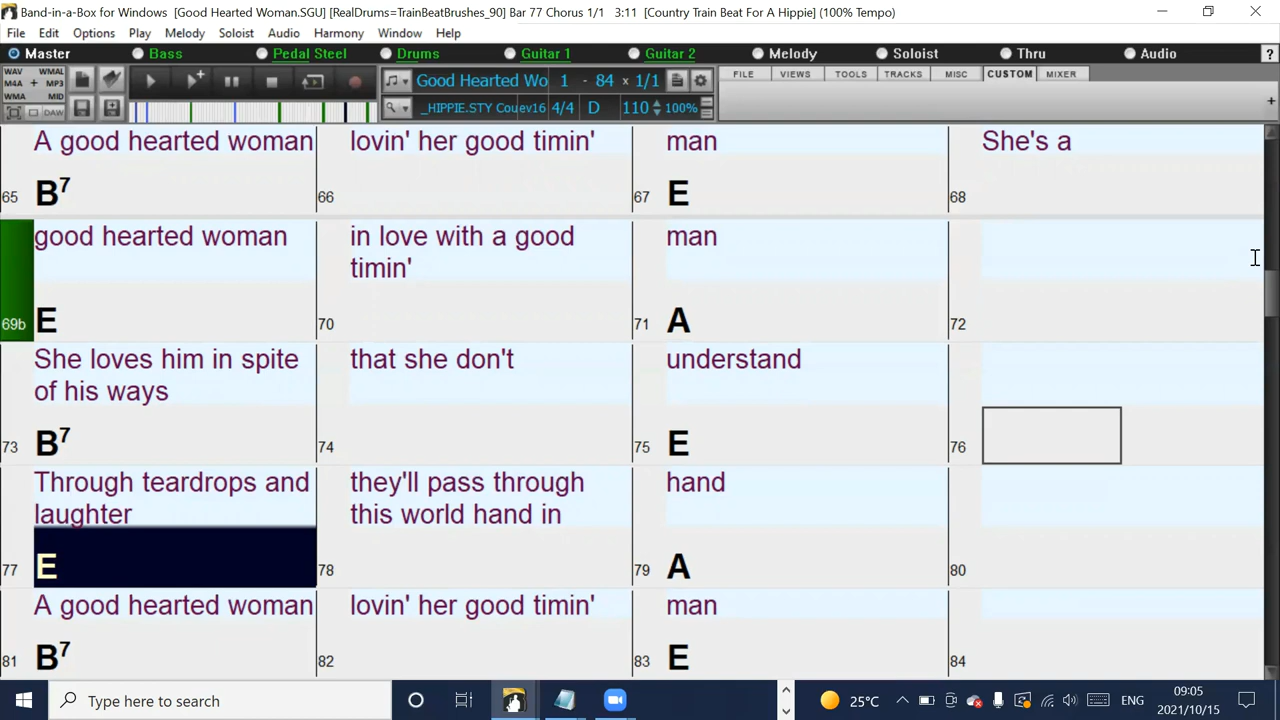 Band-in-a-Box for Windows [Good Hearted Woman.SGU] [RealDrums=TrainBeatBrushes_90] Bar 77 Chorus 1/1 3:11 [Country Train Beat For A Hippie] (100% Tempo)
File Edit Options Play Melody Soloist Audio Harmony Window Help
Master Bass Pedal Steel Drums Guitar 1 Guitar 2 Melody Soloist Thru Audio ?
WAV WMAL
M4A + MP3
WMA MID
DAW
Good Hearted Wo 1 - 84 x 1/1
_HIPPIE.STY Couev16 4/4 D 110 100%
FILE VIEWS TOOLS TRACKS MISC CUSTOM MIXER
+
A good hearted woman lovin' her good timin' man She's a
65 B7 66 67 E 68
good hearted woman in love with a good man
timin'
69b E 70 71 A 72
She loves him in spite that she don't understand
of his ways
73 B7 74 75 E 76
Through teardrops and they'll pass through hand
laughter this world hand in
77 E 78 79 A 80
A good hearted woman lovin' her good timin' man
81 B7 82 83 E 84
Type here to search 25°C ENG 09:05
2021/10/15